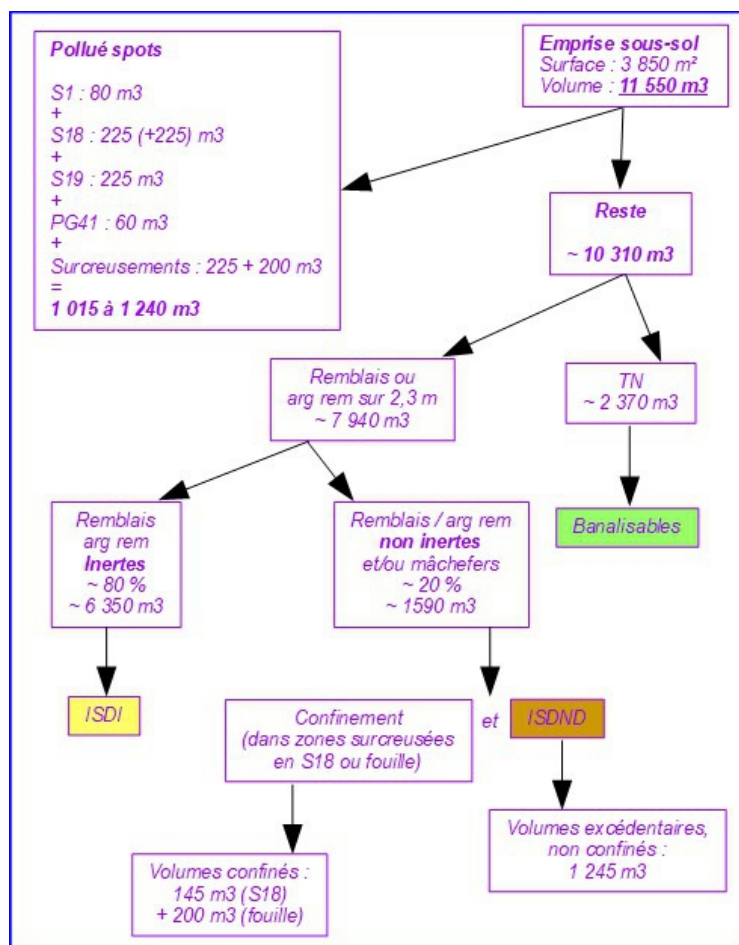 Pollué spots
S1 : 80 m3
+
S18 : 225 (+225) m3
+
S19 : 225 m3
+
PG41 : 60 m3
+
Surcreusements : 225 + 200 m3
=
1 015 à 1 240 m3
Emprise sous-sol
Surface : 3 850 m²
Volume : 11 550 m3
Reste
~ 10 310 m3
Remblais ou
arg rem sur 2,3 m
~ 7 940 m3
TN
~ 2 370 m3
Remblais
arg rem
Inertes
~ 80 %
~ 6 350 m3
Remblais / arg rem
non inertes
et/ou mâchefers
~ 20 %
~ 1590 m3
Banalisables
ISDI
Confinement
(dans zones surcreusées
en S18 ou fouille)
et
ISDND
Volumes confinés :
145 m3 (S18)
+ 200 m3 (fouille)
Volumes excédentaires,
non confinés :
1 245 m3